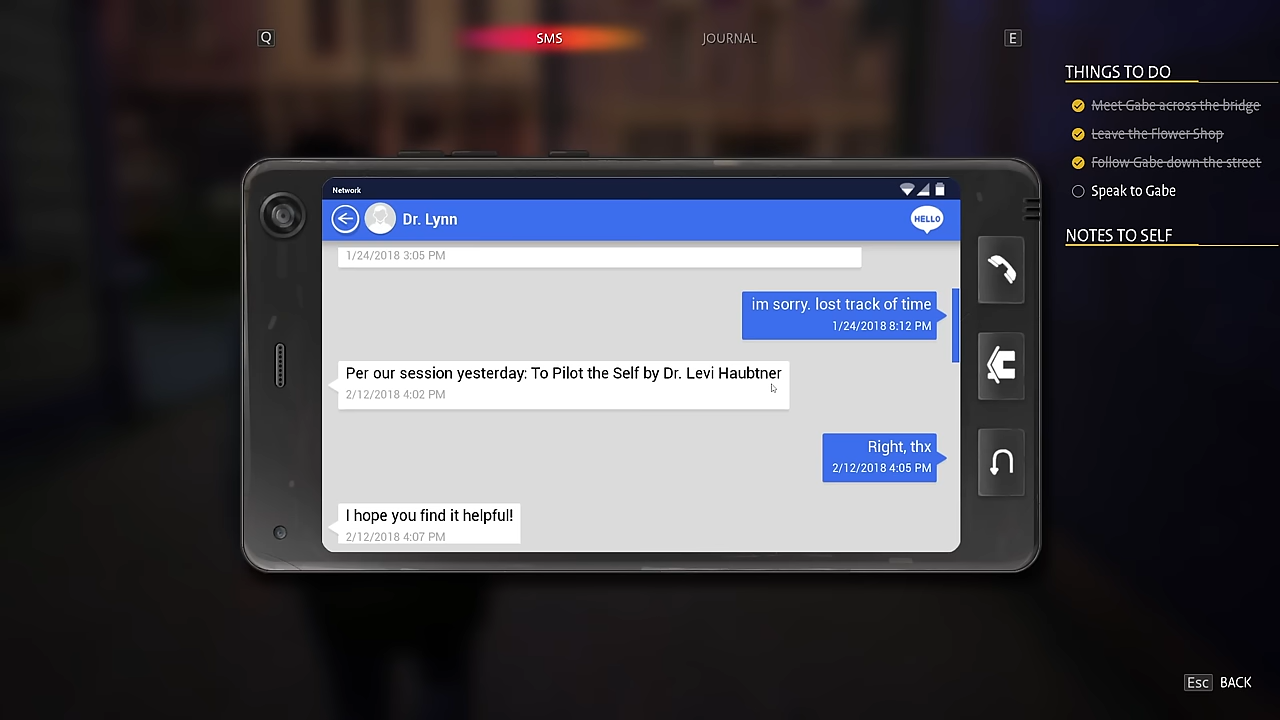 Q
SMS
JOURNAL
E
THINGS TO DO
Meet Gabe across the bridge
Leave the Flower Shop
Follow Gabe down the street
Speak to Gabe
NOTES TO SELF
Network
Dr. Lynn
HELLO
1/24/2018 3:05 PM
im sorry. lost track of time
1/24/2018 8:12 PM
Per our session yesterday: To Pilot the Self by Dr. Levi Haubtner
2/12/2018 4:02 PM
Right, thx
2/12/2018 4:05 PM
I hope you find it helpful!
2/12/2018 4:07 PM
Esc BACK